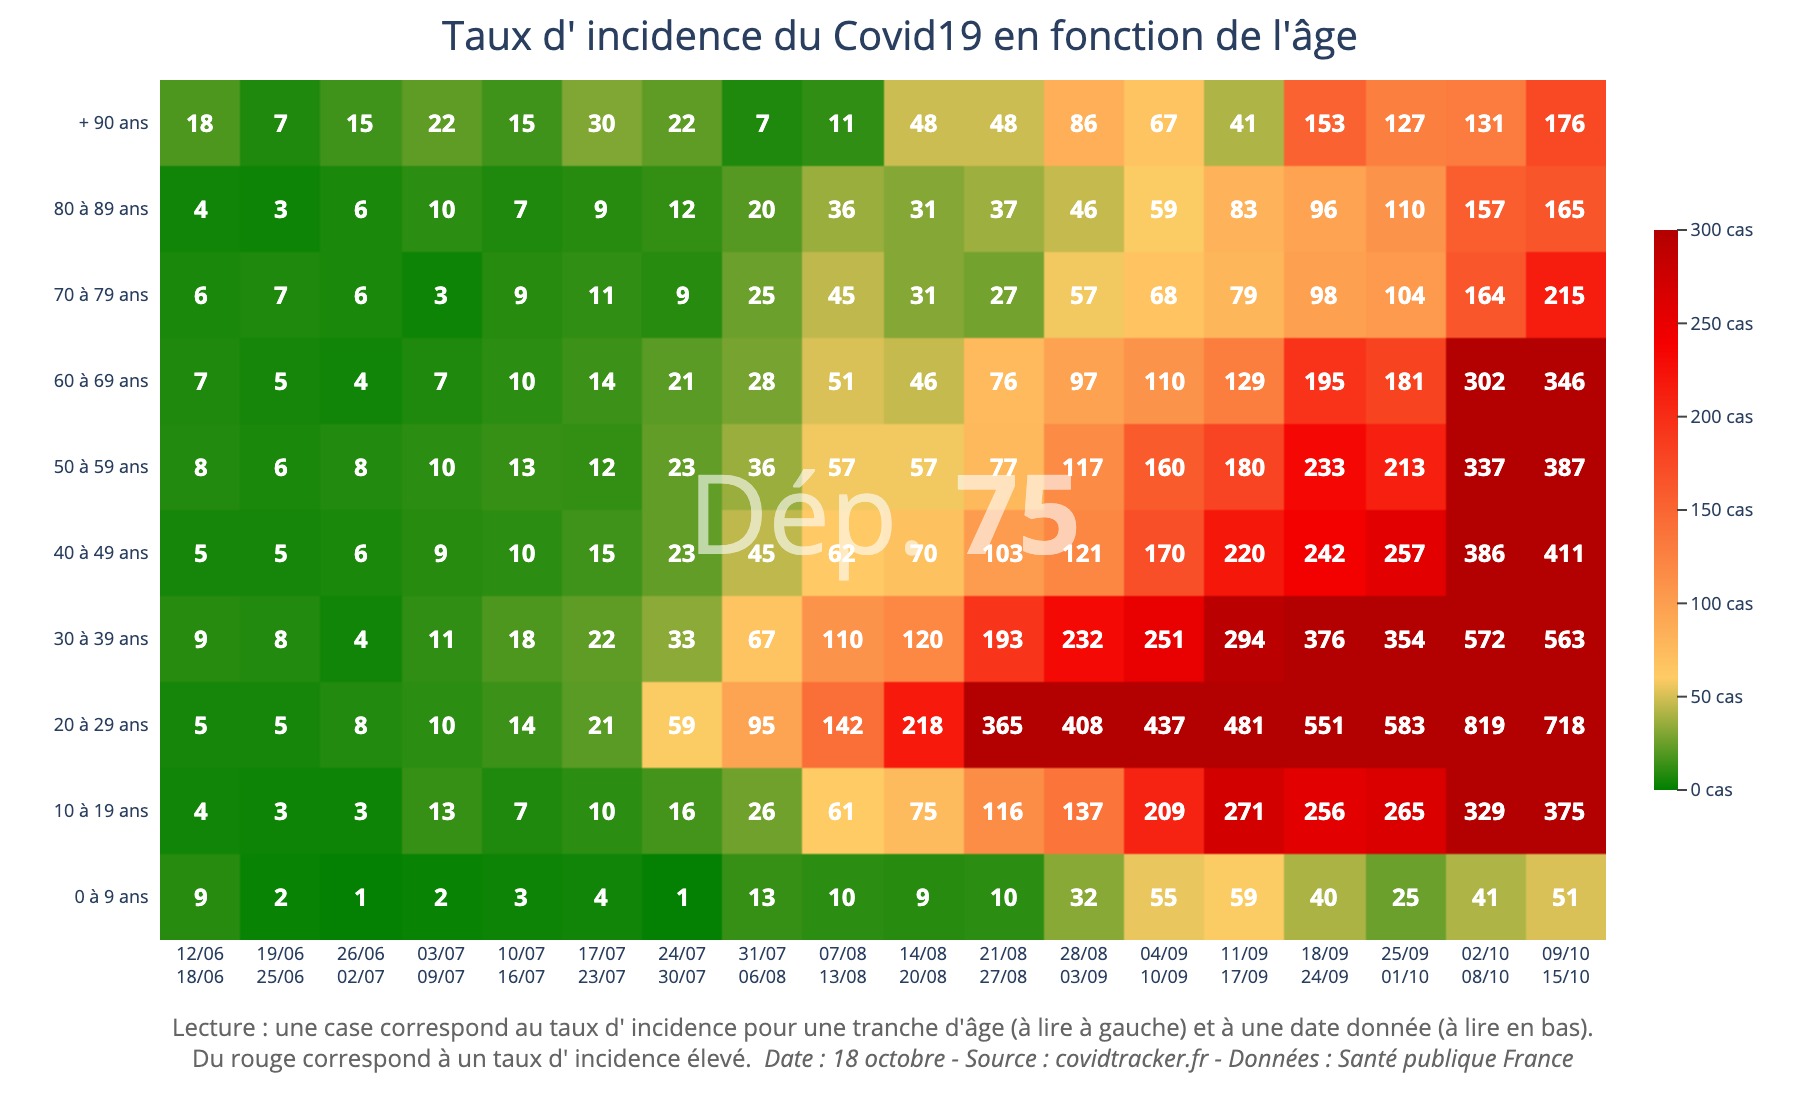 Taux d' incidence du Covid19 en fonction de l'âge
+ 90 ans 18 7 15 22 15 30 22 7 11 48 48 86 67 41 153 127 131 176
80 à 89 ans 4 3 6 10 7 9 12 20 36 31 37 46 59 83 96 110 157 165
70 à 79 ans 6 7 6 3 9 11 9 25 45 31 27 57 68 79 98 104 164 215
60 à 69 ans 7 5 4 7 10 14 21 28 51 46 76 97 110 129 195 181 302 346
50 à 59 ans 8 6 8 10 13 12 23 36 57 57 77 117 160 180 233 213 337 387
Dép. 75
40 à 49 ans 5 5 6 9 10 15 23 45 62 70 103 121 170 220 242 257 386 411
30 à 39 ans 9 8 4 11 18 22 33 67 110 120 193 232 251 294 376 354 572 563
20 à 29 ans 5 5 8 10 14 21 59 95 142 218 365 408 437 481 551 583 819 718
10 à 19 ans 4 3 3 13 7 10 16 26 61 75 116 137 209 271 256 265 329 375
0 à 9 ans 9 2 1 2 3 4 1 13 10 9 10 32 55 59 40 25 41 51
12/06 19/06 26/06 03/07 10/07 17/07 24/07 31/07 07/08 14/08 21/08 28/08 04/09 11/09 18/09 25/09 02/10 09/10
18/06 25/06 02/07 09/07 16/07 23/07 30/07 06/08 13/08 20/08 27/08 03/09 10/09 17/09 24/09 01/10 08/10 15/10
300 cas
250 cas
200 cas
150 cas
100 cas
50 cas
0 cas
Lecture : une case correspond au taux d' incidence pour une tranche d'âge (à lire à gauche) et à une date donnée (à lire en bas).
Du rouge correspond à un taux d' incidence élevé. Date : 18 octobre - Source : covidtracker.fr - Données : Santé publique France